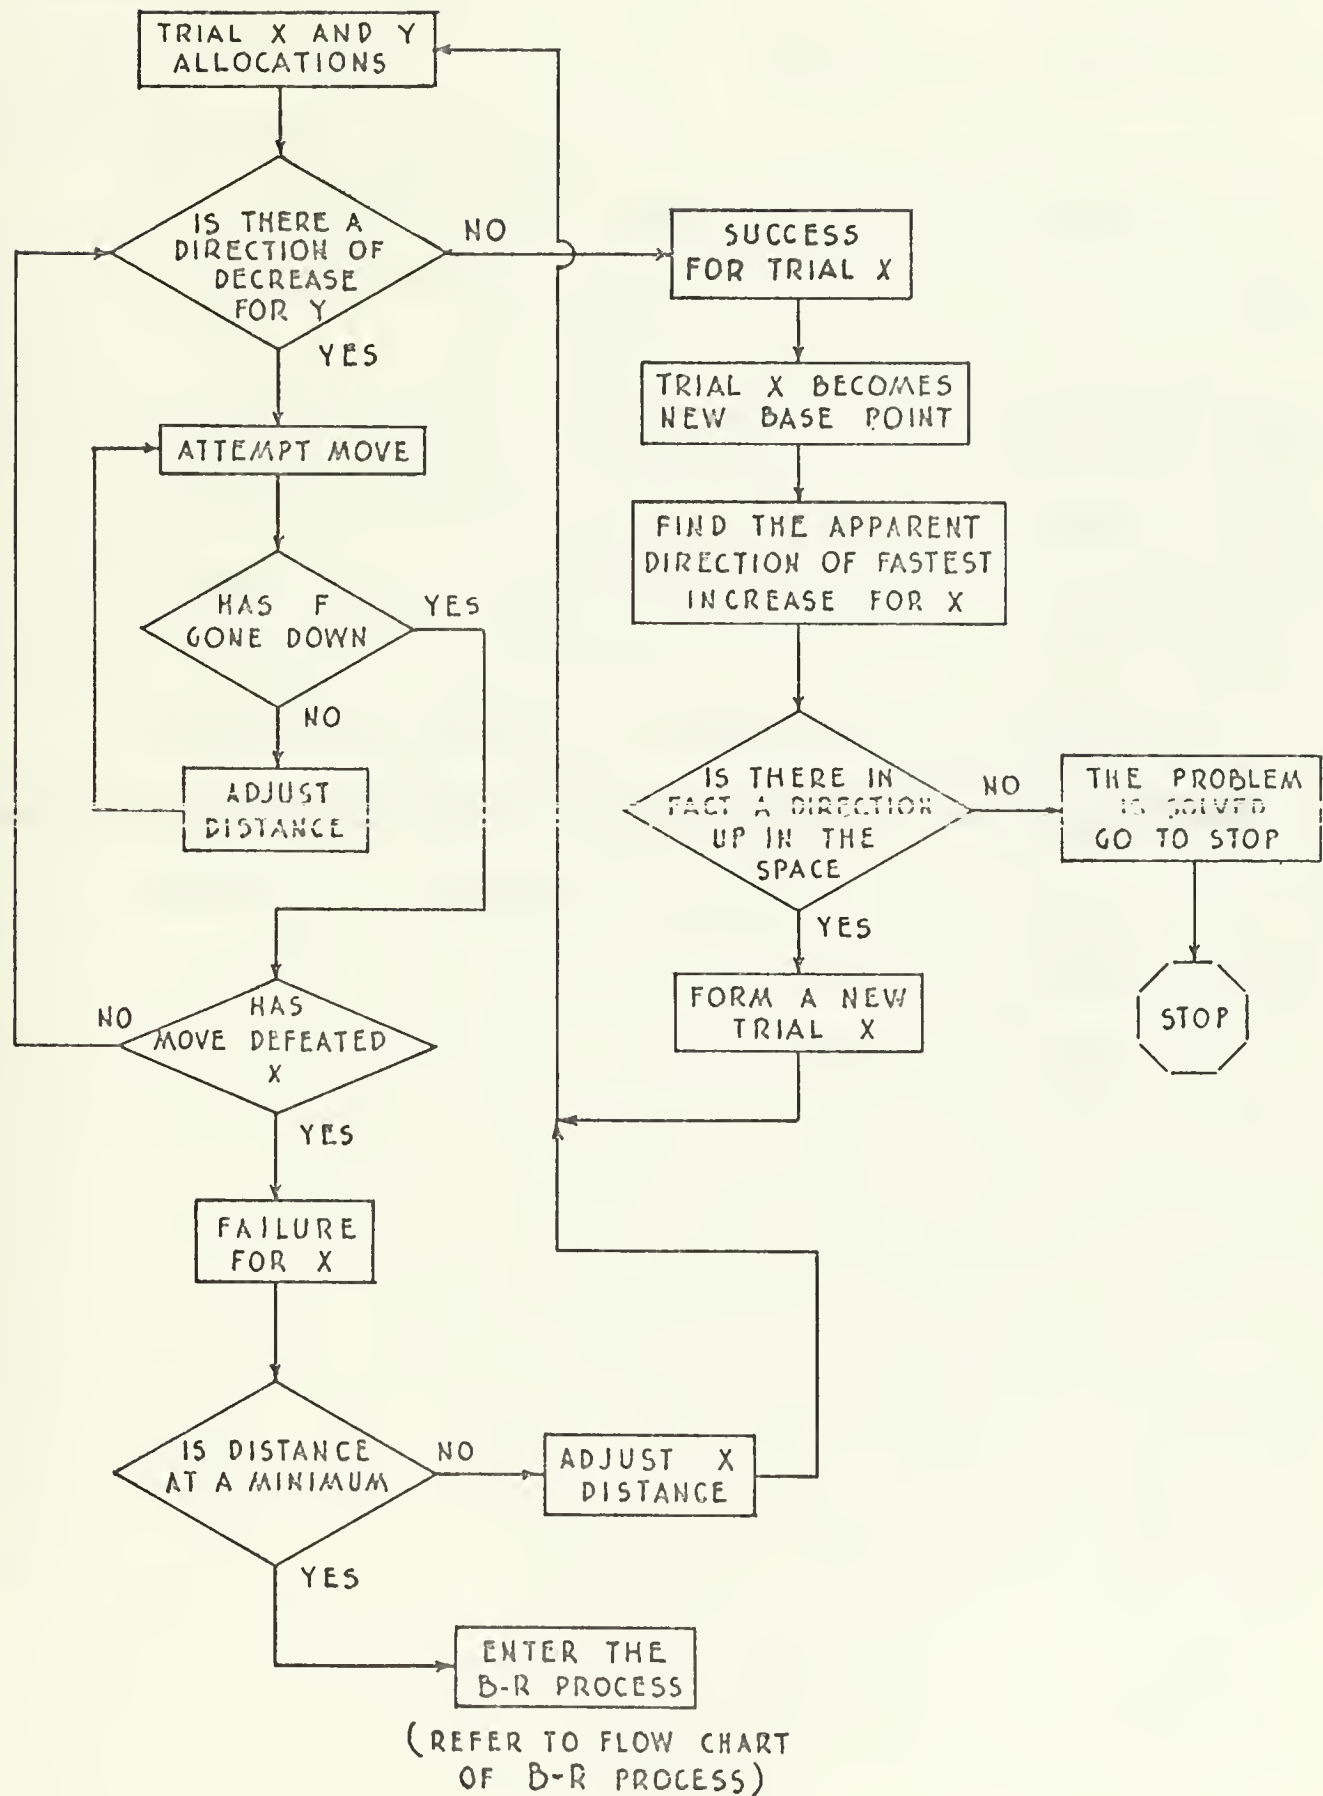 TRIAL X AND Y
ALLOCATIONS
IS THERE A
DIRECTION OF
DECREASE
FOR Y
NO
YES
SUCCESS
FOR TRIAL X
TRIAL X BECOMES
NEW BASE POINT
ATTEMPT MOVE
FIND THE APPARENT
DIRECTION OF FASTEST
INCREASE FOR X
HAS F
GONE DOWN
YES
NO
ADJUST
DISTANCE
IS THERE IN
FACT A DIRECTION
UP IN THE
SPACE
NO
YES
THE PROBLEM
IS SOLVED
GO TO STOP
STOP
FORM A NEW
TRIAL X
HAS
MOVE DEFEATED
X
NO
YES
FAILURE
FOR X
IS DISTANCE
AT A MINIMUM
NO
YES
ADJUST X
DISTANCE
ENTER THE
B-R PROCESS
(REFER TO FLOW CHART
OF B-R PROCESS)